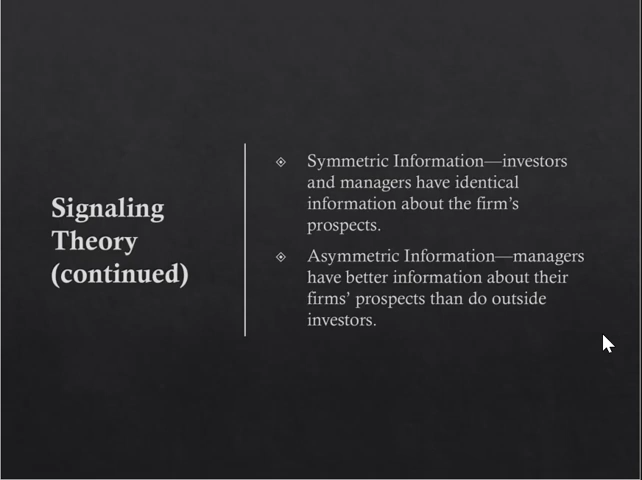 Signaling
Theory
(continued)
Symmetric Information—investors
and managers have identical
information about the firm’s
prospects.
Asymmetric Information—managers
have better information about their
firms’ prospects than do outside
investors.